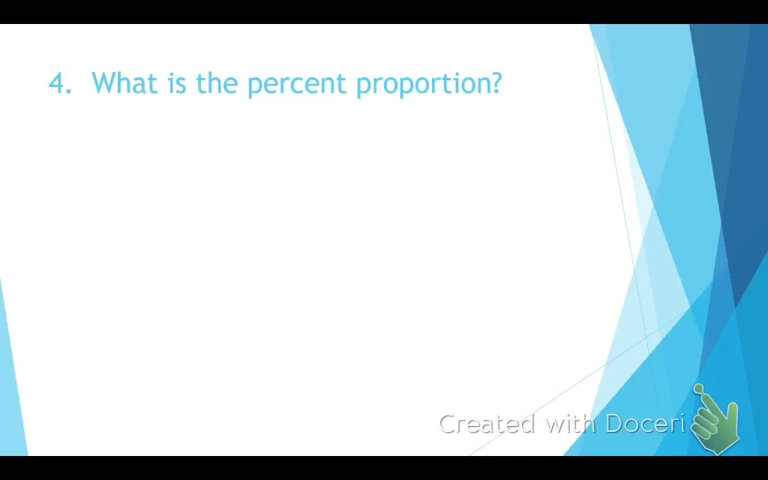 4. What is the percent proportion?
Created with Doceri